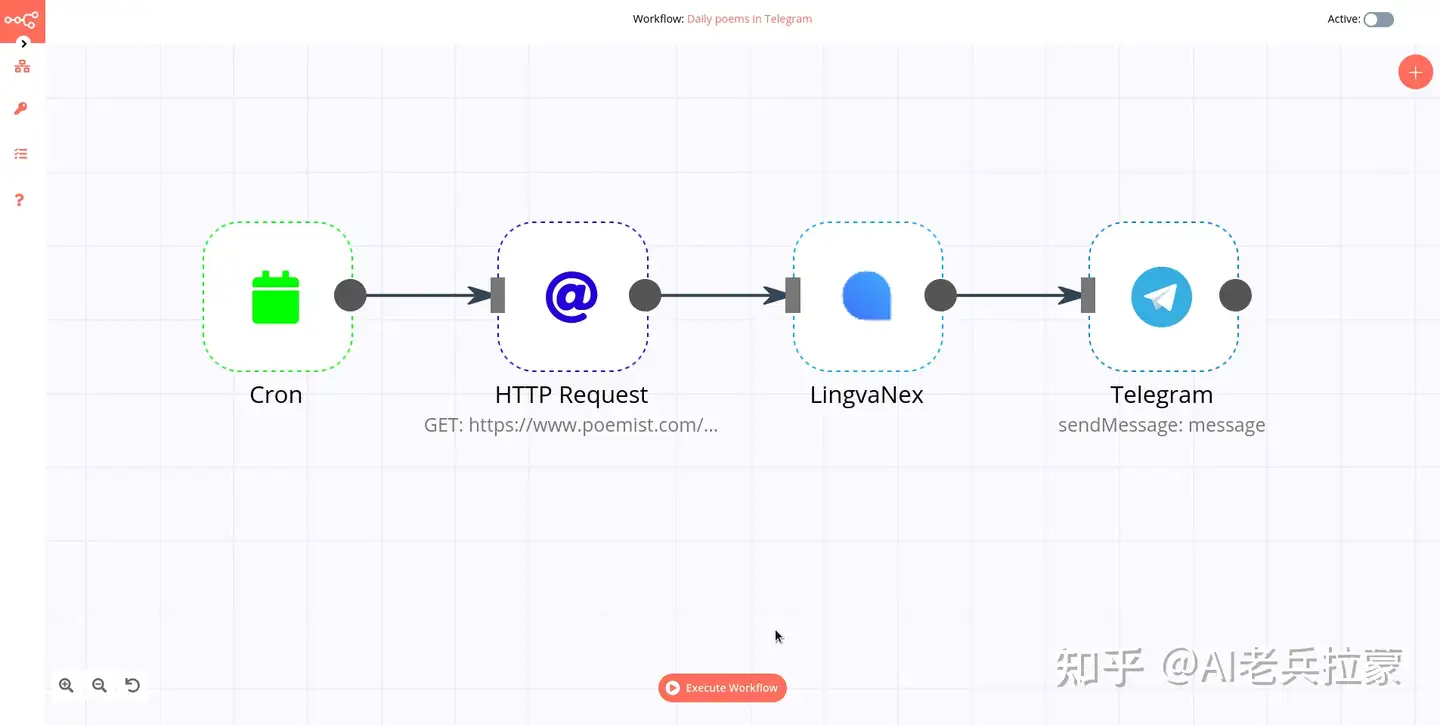 Workflow: Daily poems in Telegram
Active:
Cron
HTTP Request
GET: https://www.poemist.com/...
LingvaNex
Telegram
sendMessage: message
Execute Workflow
知乎 @AI老兵拉蒙